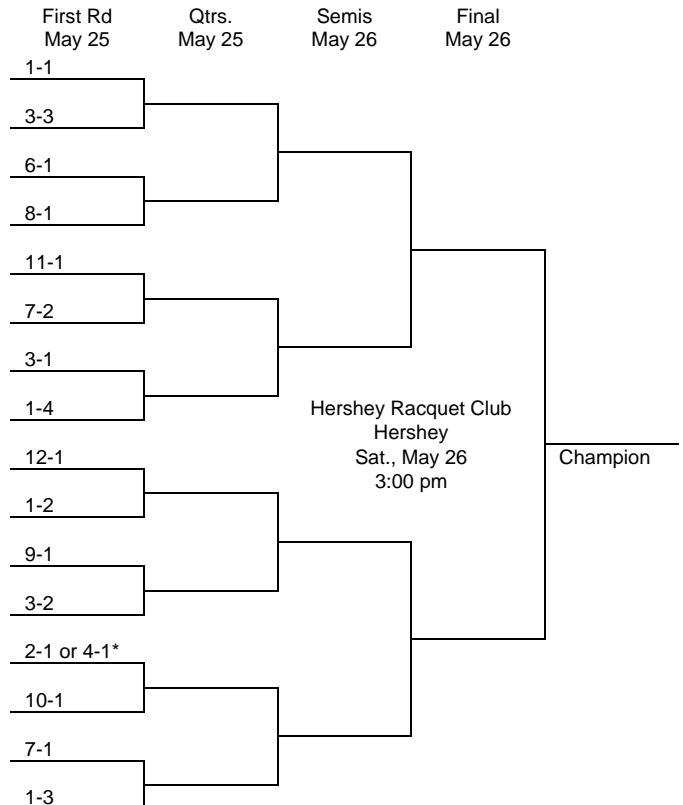 First Rd Qtrs. Semis Final
May 25 May 25 May 26 May 26
1-1
3-3
6-1
8-1
11-1
7-2
3-1
1-4
Hershey Racquet Club
Hershey
Sat., May 26
3:00 pm
Champion
12-1
1-2
9-1
3-2
2-1 or 4-1*
10-1
7-1
1-3